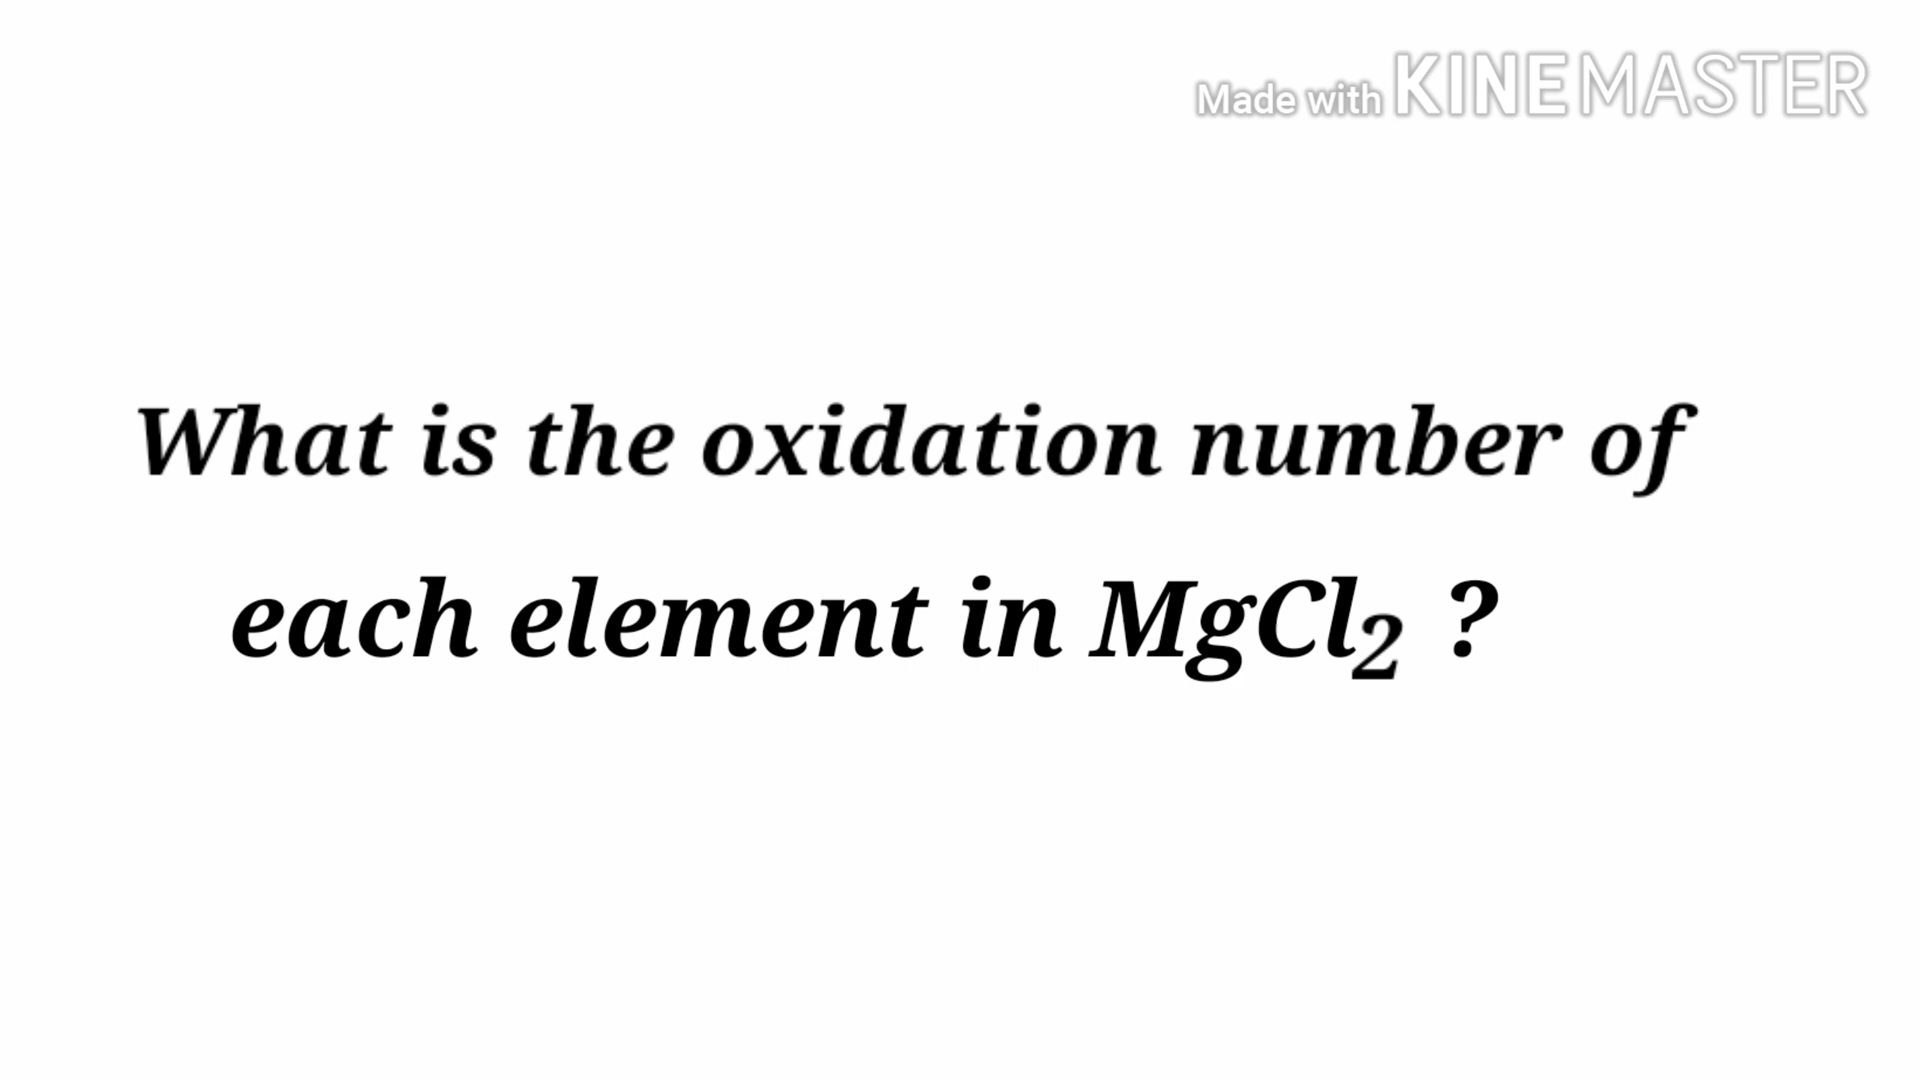 Made with KINEMASTER
What is the oxidation number of
each element in MgCl₂ ?